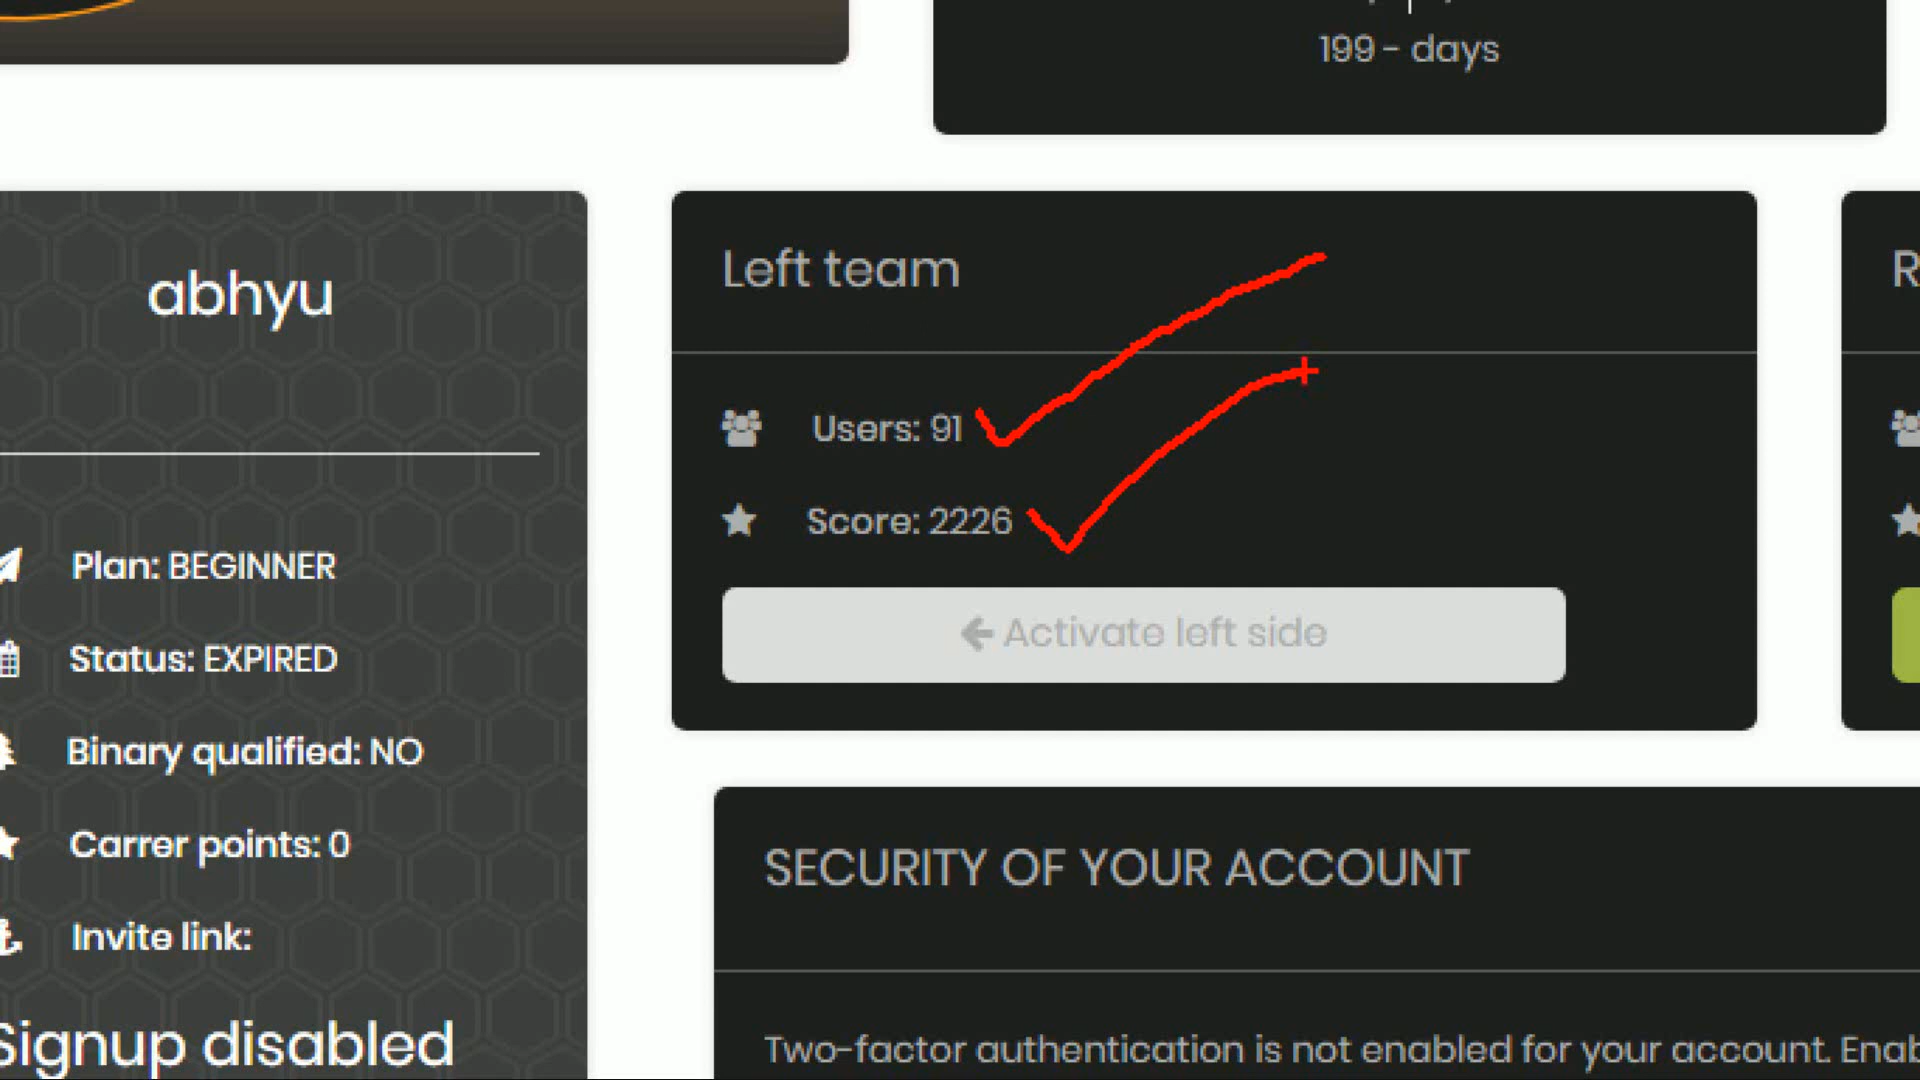 199 - days
abhyu
Plan: BEGINNER
Status: EXPIRED
Binary qualified: NO
Carrer points: 0
Invite link:
Signup disabled
Left team
Users: 91
Score: 2226
Activate left side
R
SECURITY OF YOUR ACCOUNT
Two-factor authentication is not enabled for your account. Enab